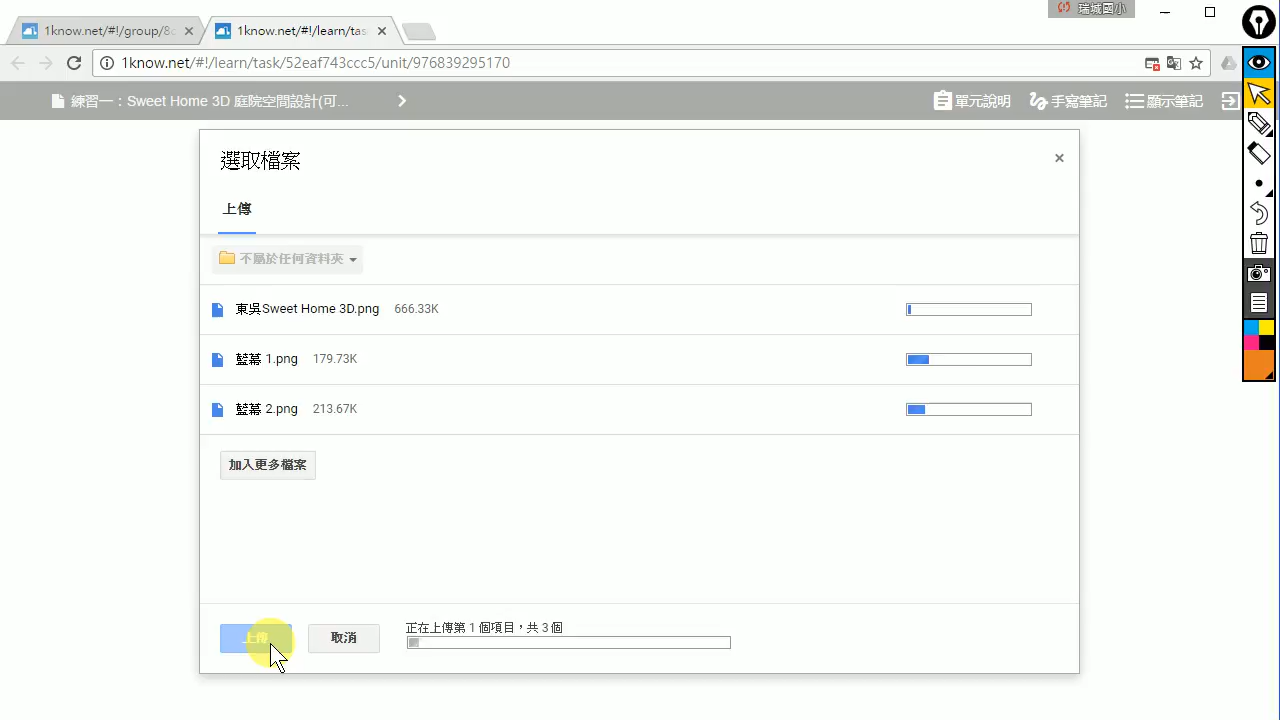 瑞城國小
1know.net/#!/group/8
1know.net/#!/learn/tas
1know.net/#!/learn/task/52eaf743ccc5/unit/976839295170
練習一：Sweet Home 3D 庭院空間設計(可...
單元說明
手寫筆記
顯示筆記
選取檔案
上傳
不屬於任何資料夾
東吳Sweet Home 3D.png 666.33K
藍幕 1.png 179.73K
藍幕 2.png 213.67K
加入更多檔案
上傳
取消
正在上傳第 1 個項目，共 3 個